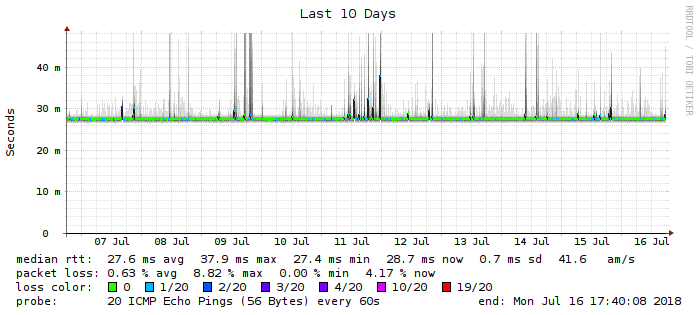 Last 10 Days
RRDTOOL / TOBI OETIKER
Seconds
40 m
30 m
20 m
10 m
0
07 Jul 08 Jul 09 Jul 10 Jul 11 Jul 12 Jul 13 Jul 14 Jul 15 Jul 16 Jul
median rtt: 27.6 ms avg 37.9 ms max 27.4 ms min 28.7 ms now 0.7 ms sd 41.6 am/s
packet loss: 0.63 % avg 8.82 % max 0.00 % min 4.17 % now
loss color: 0 1/20 2/20 3/20 4/20 10/20 19/20
probe: 20 ICMP Echo Pings (56 Bytes) every 60s end: Mon Jul 16 17:40:08 2018